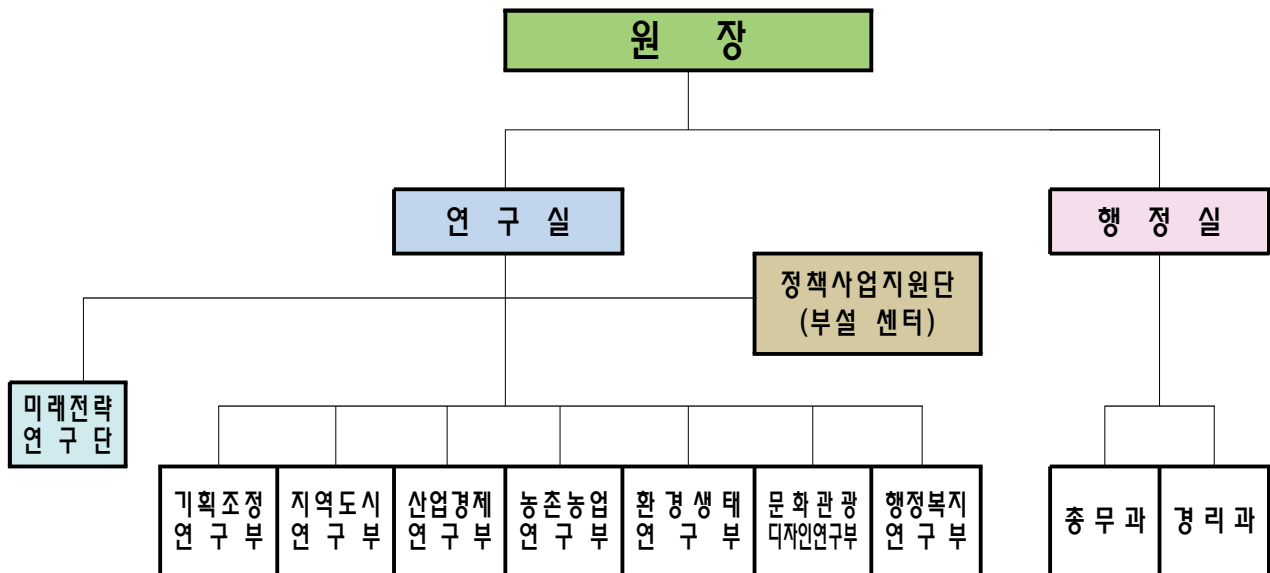 원 장
연 구 실
행 정 실
정책사업지원단
(부설 센터)
미래전략
연 구 단
기획조정
연 구 부
지역도시
연 구 부
산업경제
연 구 부
농촌농업
연 구 부
환경생태
연 구 부
문화관광
디자인연구부
행정복지
연 구 부
총무과
경리과